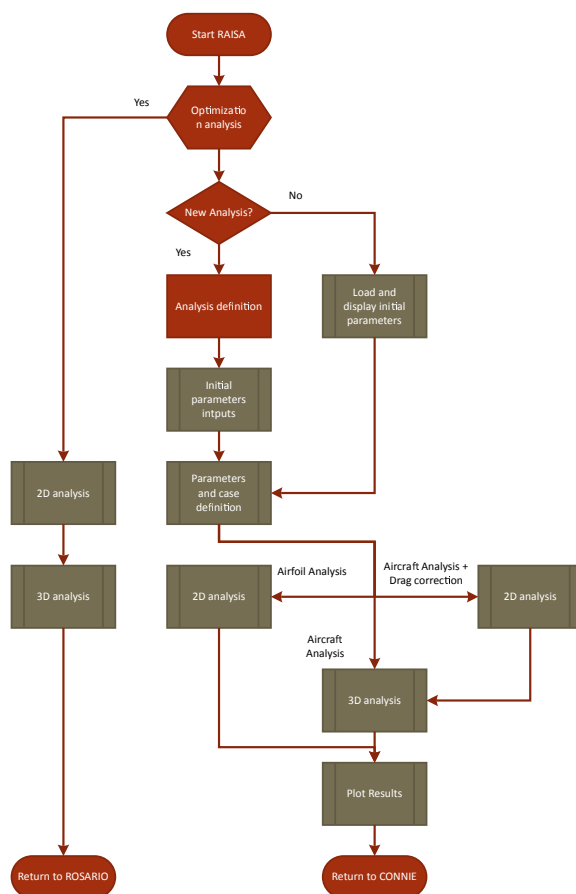 Start RAISA
Yes
Optimizatio
n analysis
New Analysis?
No
Yes
Analysis definition
Load and
display initial
parameters
Initial
parameters
intputs
2D analysis
Parameters
and case
definition
Airfoil Analysis
Aircraft Analysis +
Drag correction
3D analysis
2D analysis
2D analysis
Aircraft
Analysis
3D analysis
Plot Results
Return to ROSARIO
Return to CONNIE